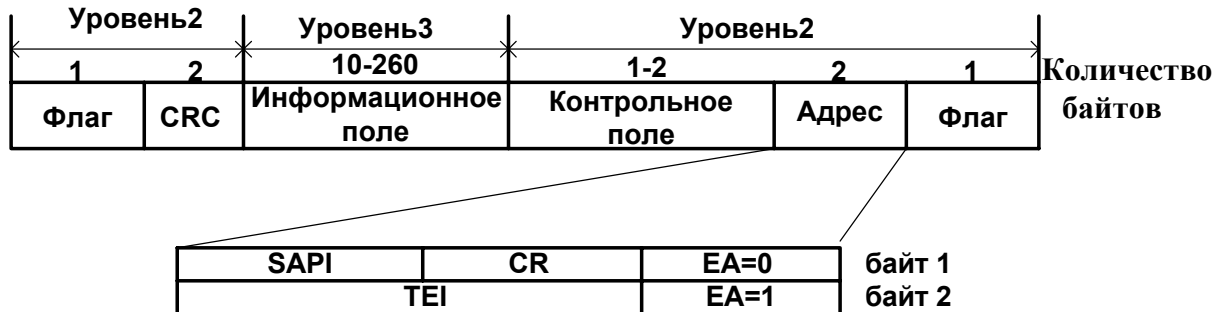 Уровень2 Уровень3 Уровень2
1 2 10-260 1-2 2 1 Количество байтов
Флаг CRC Информационное поле Контрольное поле Адрес Флаг
SAPI CR EA=0 байт 1
TEI EA=1 байт 2